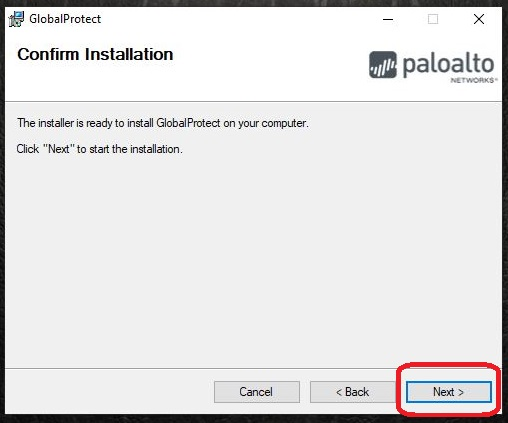 GlobalProtect
Confirm Installation
paloalto
NETWORKS®
The installer is ready to install GlobalProtect on your computer.
Click "Next" to start the installation.
Cancel
< Back
Next >